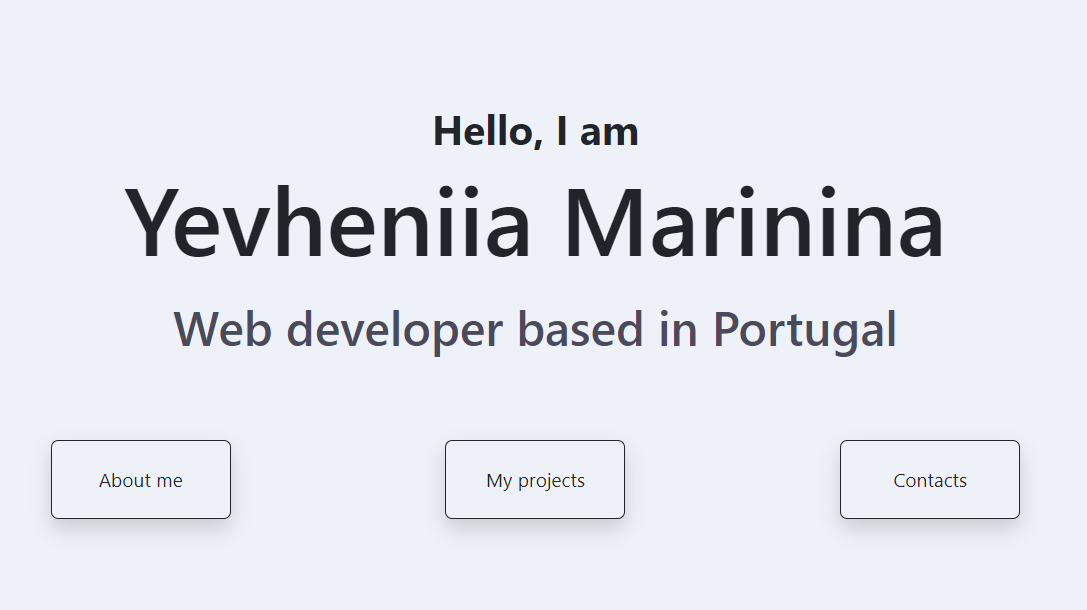 Hello, I am
Yevheniia Marinina
Web developer based in Portugal
About me
My projects
Contacts